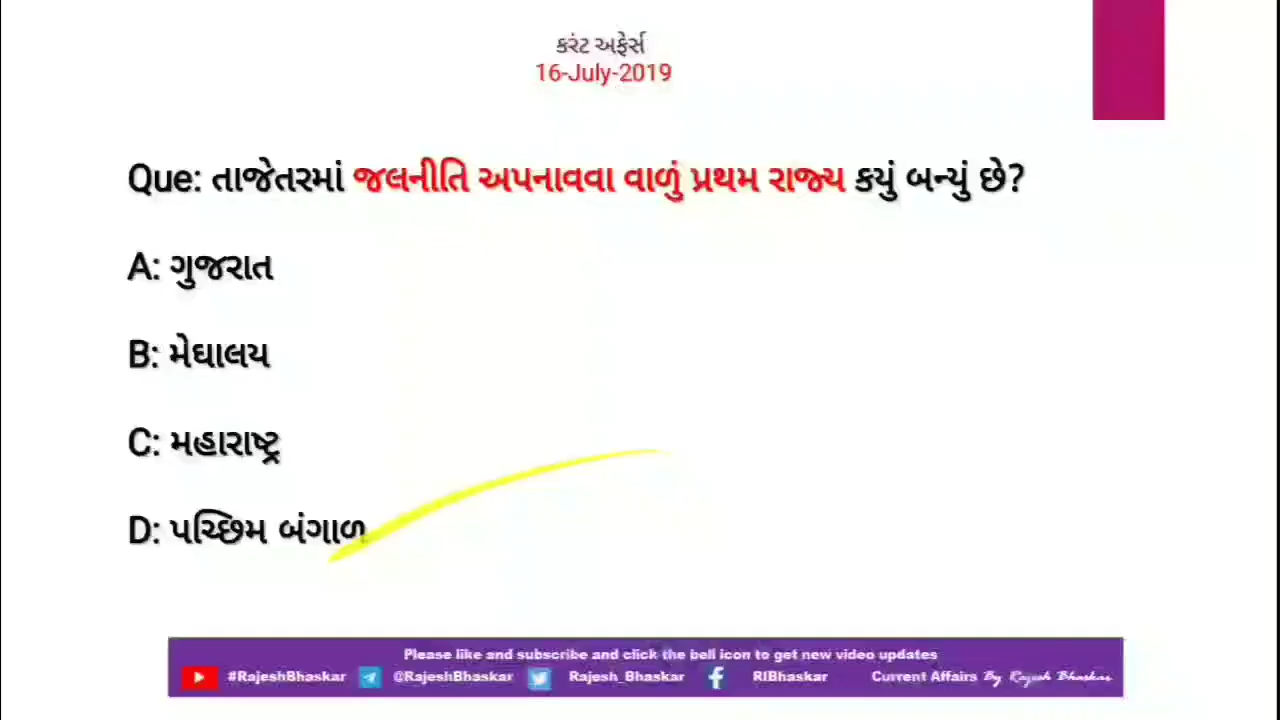 કરંટ અફેર્સ
16-July-2019
Que: તાજેતરમાં જલનીતિ અપનાવવા વાળું પ્રથમ રાજ્ય કયું બન્યું છે?
A: ગુજરાત
B: મેઘાલય
C: મહારાષ્ટ્ર
D: પચ્છિમ બંગાળ
Please like and subscribe and click the bell icon to get new video updates
#RajeshBhaskar @RajeshBhaskar Rajesh_Bhaskar RIBhaskar Current Affairs By Rajesh Bhaskar